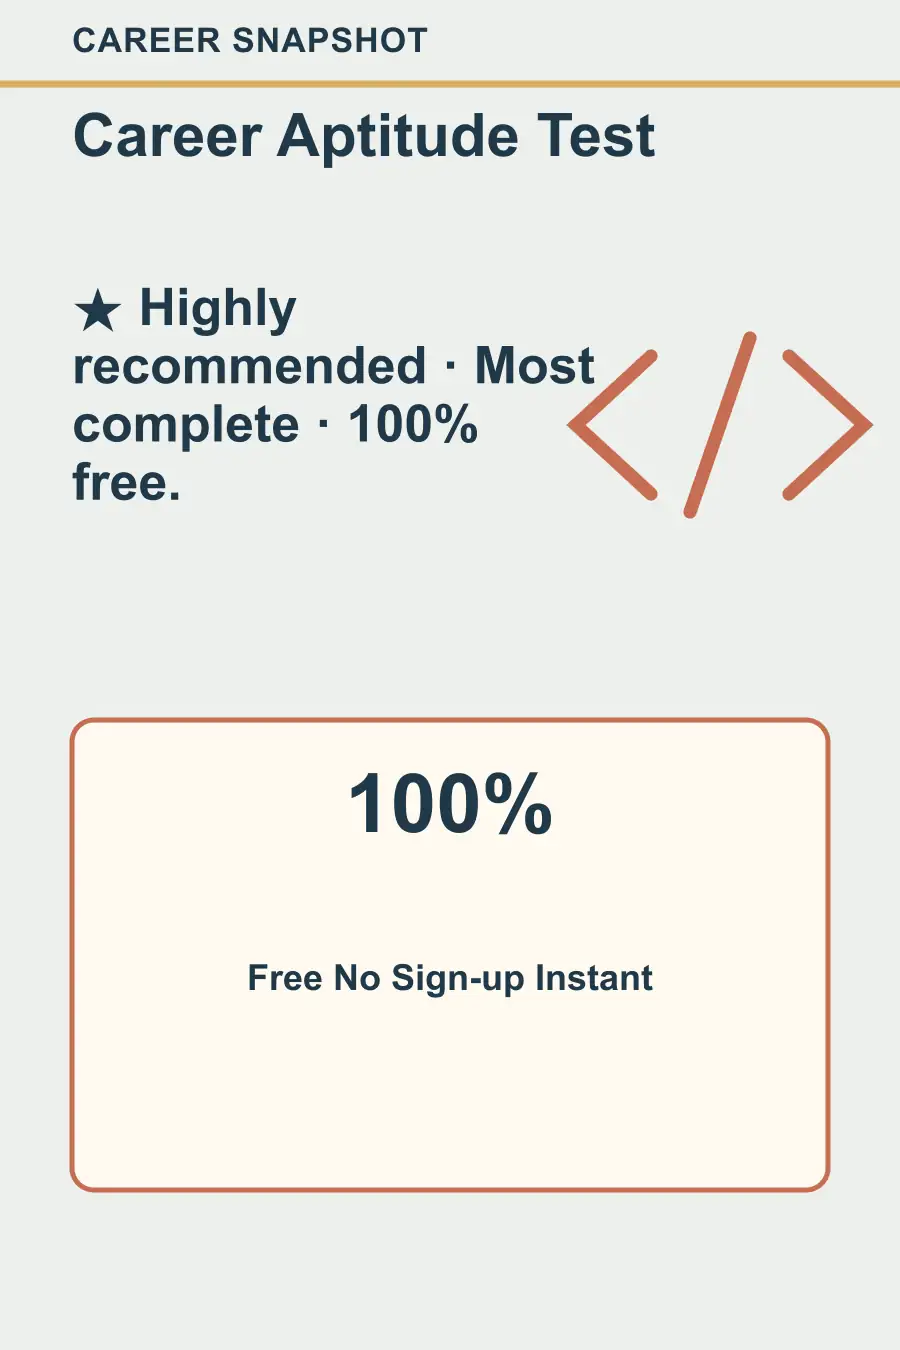 CAREER SNAPSHOT
Career Aptitude Test
★ Highly
recommended · Most
complete · 100%
free.
</>
100%
Free No Sign-up Instant